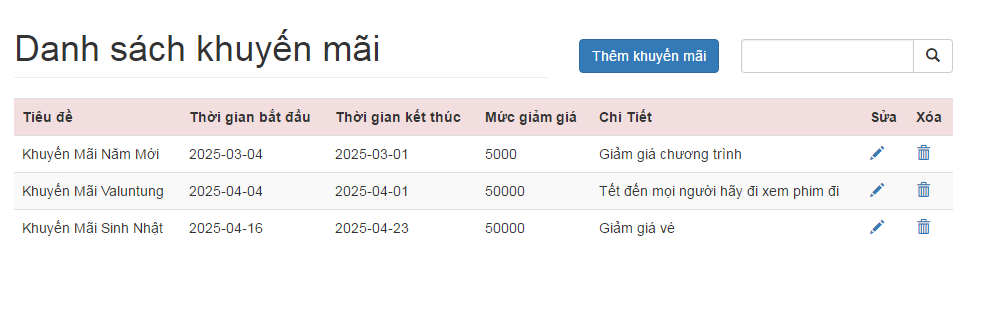 Danh sách khuyến mãi
Thêm khuyến mãi
Tiêu đề Thời gian bắt đầu Thời gian kết thúc Mức giảm giá Chi Tiết Sửa Xóa
Khuyến Mãi Năm Mới 2025-03-04 2025-03-01 5000 Giảm giá chương trình
Khuyến Mãi Valuntung 2025-04-04 2025-04-01 50000 Tết đến mọi người hãy đi xem phim đi
Khuyến Mãi Sinh Nhật 2025-04-16 2025-04-23 50000 Giảm giá vé